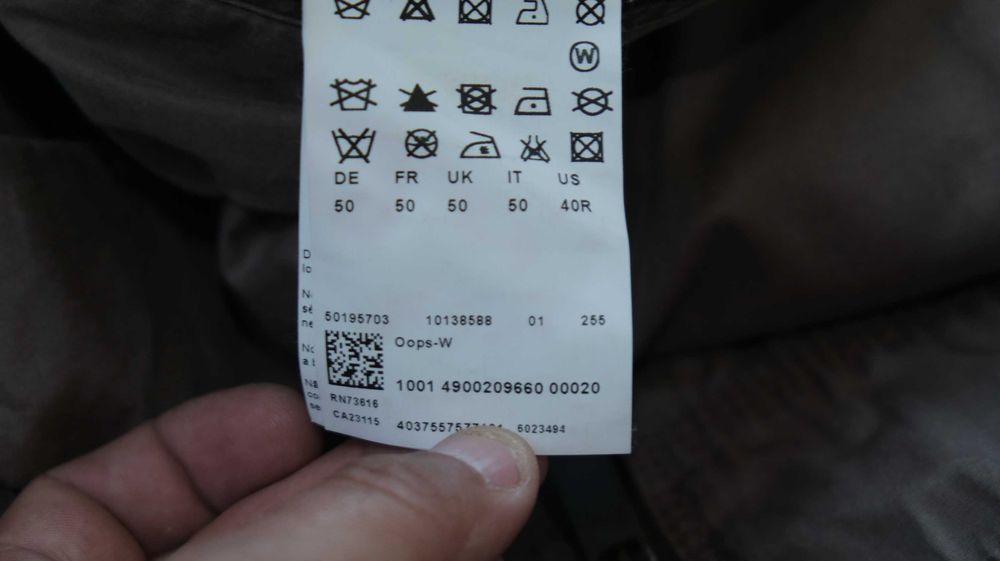 W
DE FR UK IT US
50 50 50 50 40R
50195703 10138588 01 255
Oops-W
1001 4900209660 00020
RN73616
CA23115
6023494